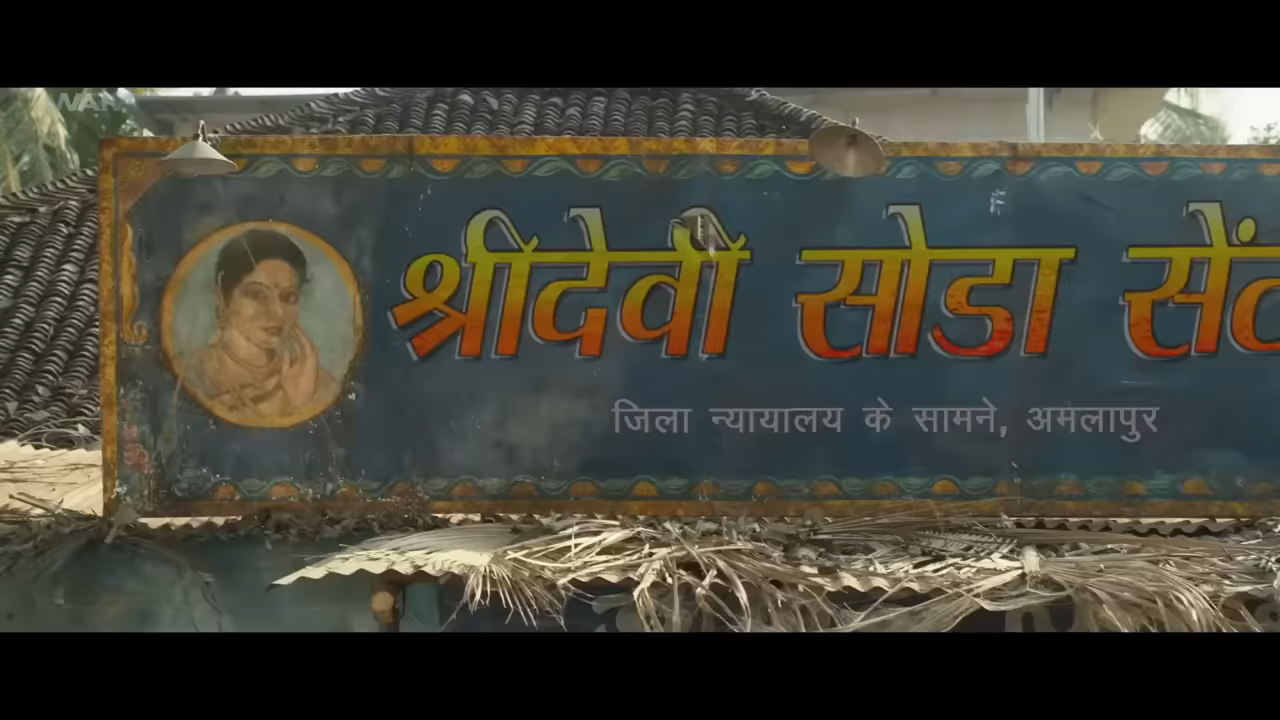 श्रीदेवी सोडा सें
जिला न्यायालय के सामने, अमलापुर